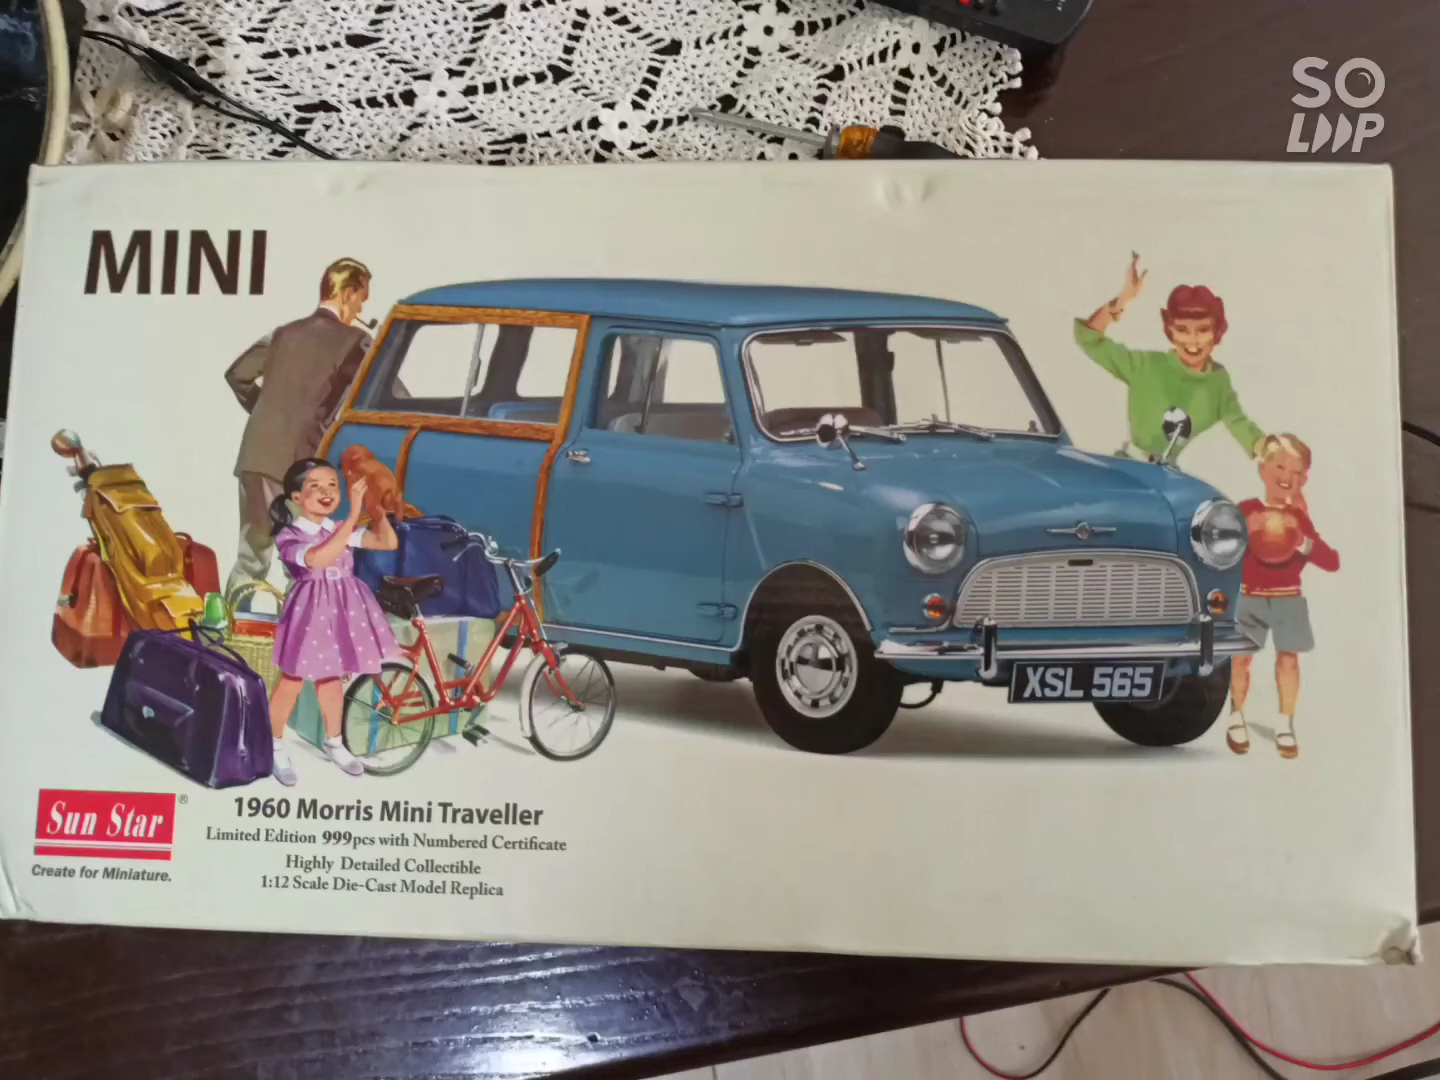 SO
LOOP
MINI
XSL 565
Sun Star ®
Create for Miniature.
1960 Morris Mini Traveller
Limited Edition 999pcs with Numbered Certificate
Highly Detailed Collectible
1:12 Scale Die-Cast Model Replica